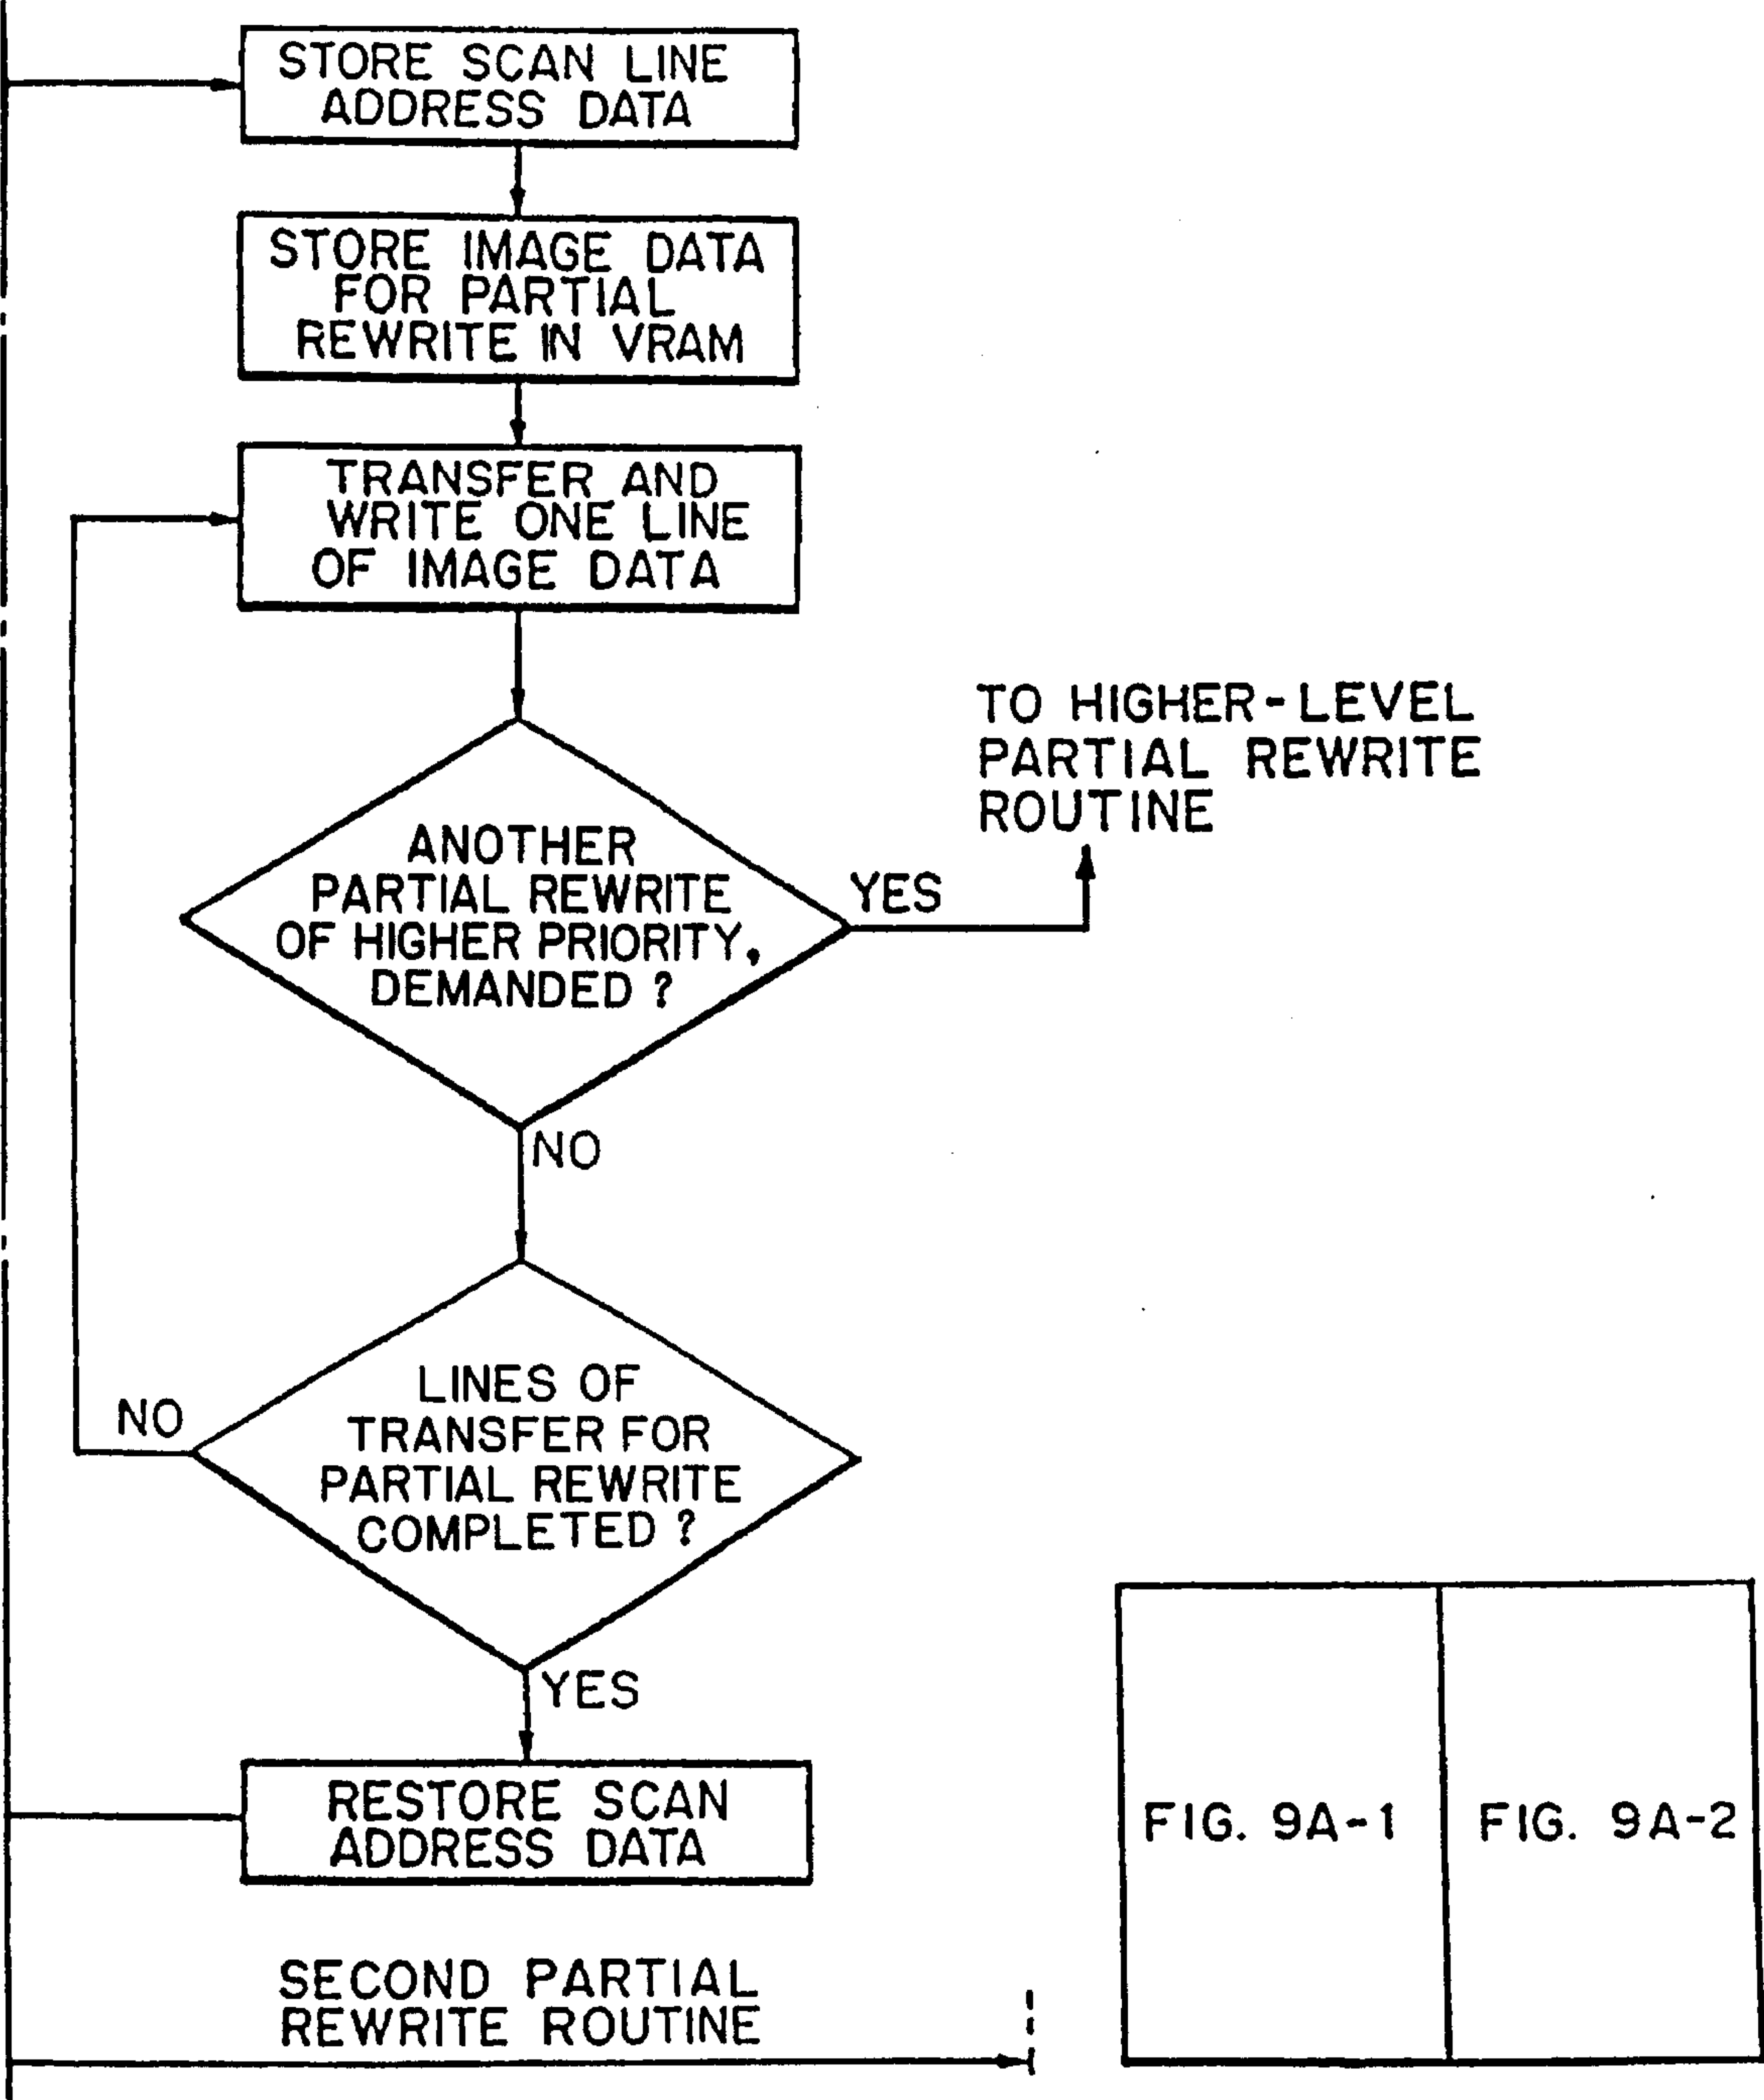 STORE SCAN LINE
ADDRESS DATA
STORE IMAGE DATA
FOR PARTIAL
REWRITE IN VRAM
TRANSFER AND
WRITE ONE LINE
OF IMAGE DATA
TO HIGHER-LEVEL
PARTIAL REWRITE
ROUTINE
ANOTHER
PARTIAL REWRITE
OF HIGHER PRIORITY,
DEMANDED ?
YES
NO
LINES OF
TRANSFER FOR
PARTIAL REWRITE
COMPLETED ?
NO
YES
RESTORE SCAN
ADDRESS DATA
FIG. 9A-1
FIG. 9A-2
SECOND PARTIAL
REWRITE ROUTINE